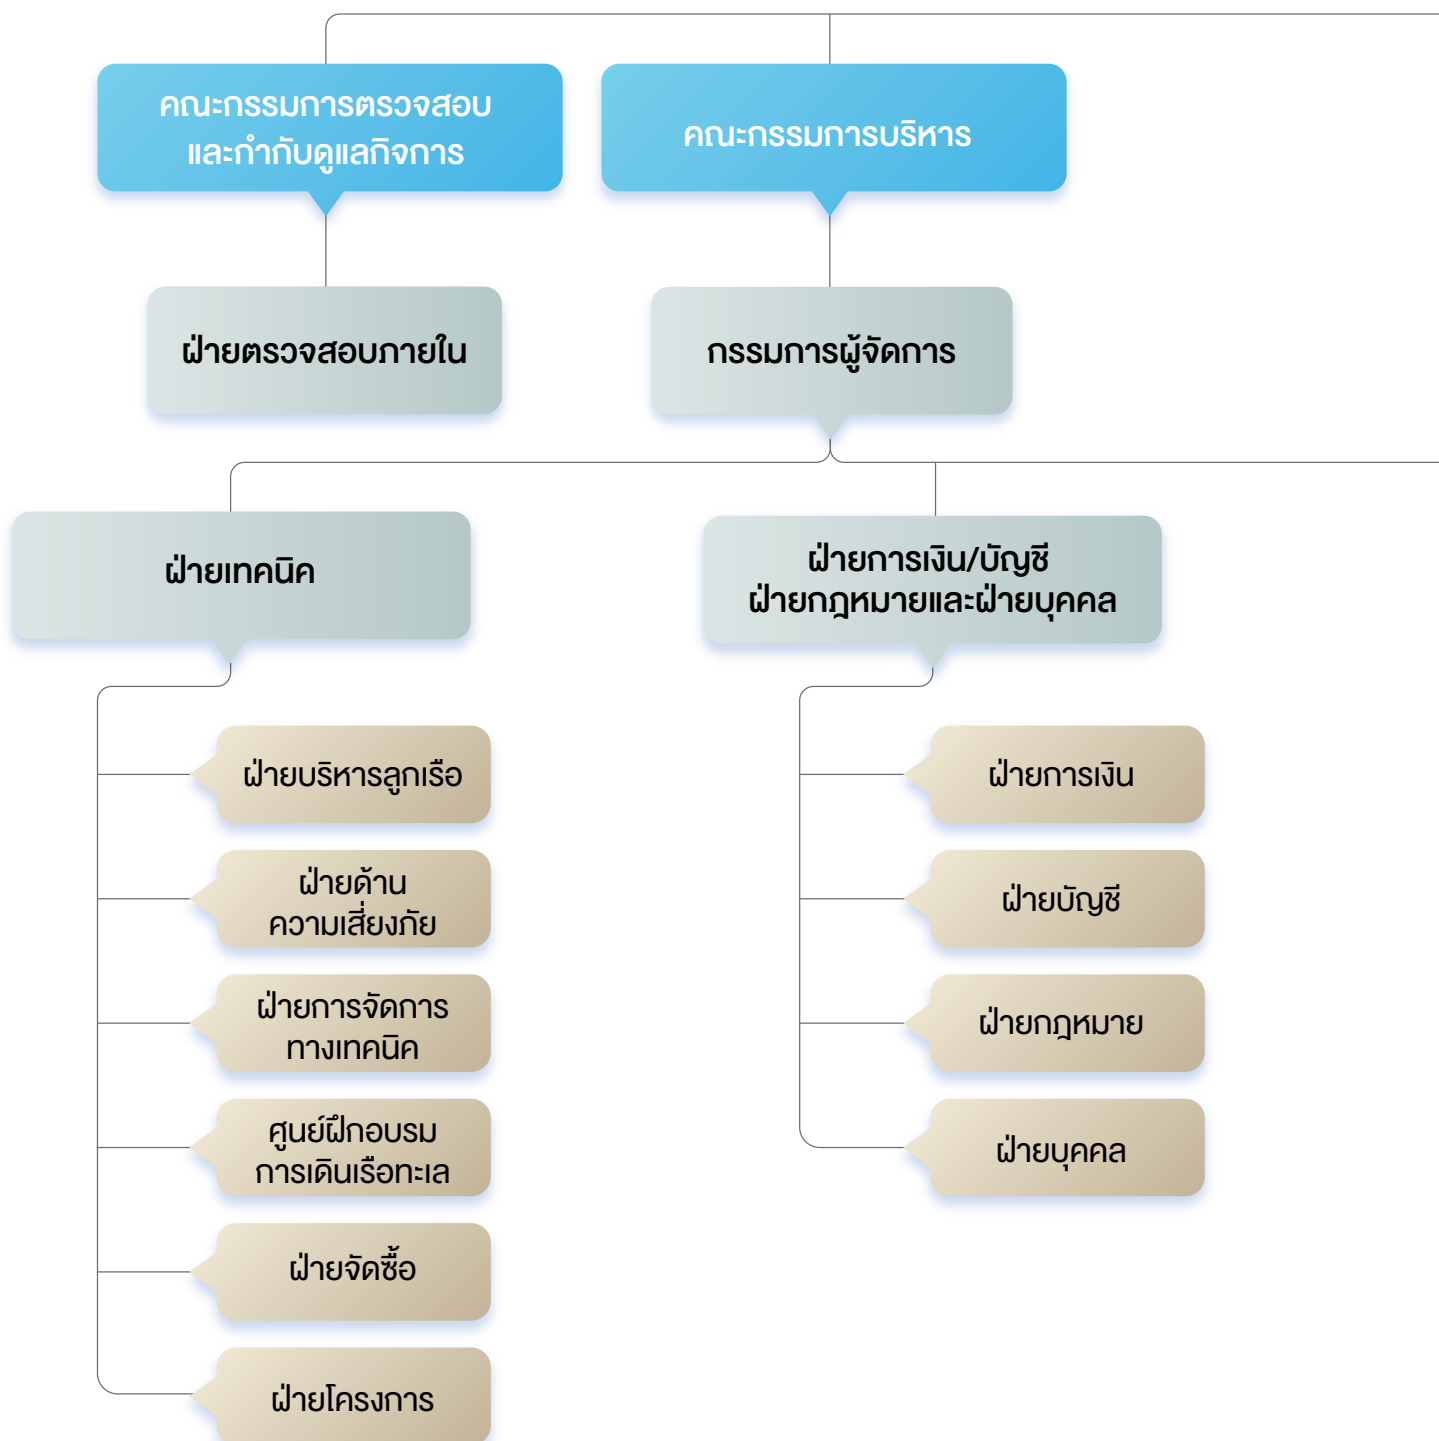 คณะกรรมการตรวจสอบ
และกำกับดูแลกิจการ
คณะกรรมการบริหาร
ฝ่ายตรวจสอบภายใน
กรรมการผู้จัดการ
ฝ่ายเทคนิค
ฝ่ายการเงิน/บัญชี
ฝ่ายกฎหมายและฝ่ายบุคคล
ฝ่ายบริหารลูกเรือ
ฝ่ายด้าน
ความเสี่ยงภัย
ฝ่ายการจัดการ
ทางเทคนิค
ศูนย์ฝึกอบรม
การเดินเรือทะเล
ฝ่ายจัดซื้อ
ฝ่ายโครงการ
ฝ่ายการเงิน
ฝ่ายบัญชี
ฝ่ายกฎหมาย
ฝ่ายบุคคล